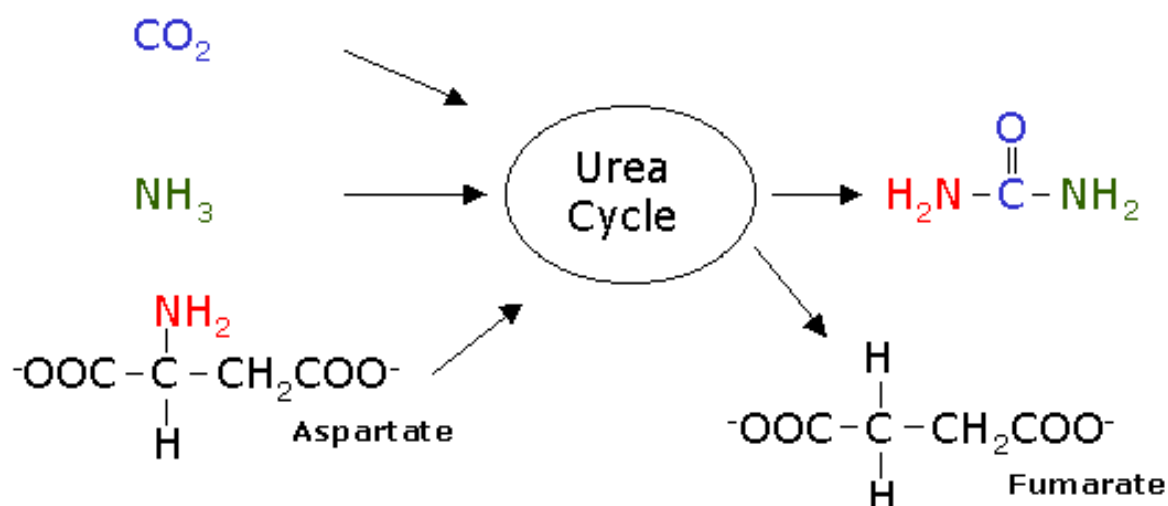 CO₂
NH₃
NH₂
⁻OOC-C-CH₂COO⁻
H
Aspartate
Urea
Cycle
O
H₂N-C-NH₂
H
⁻OOC-C-CH₂COO⁻
H
Fumarate